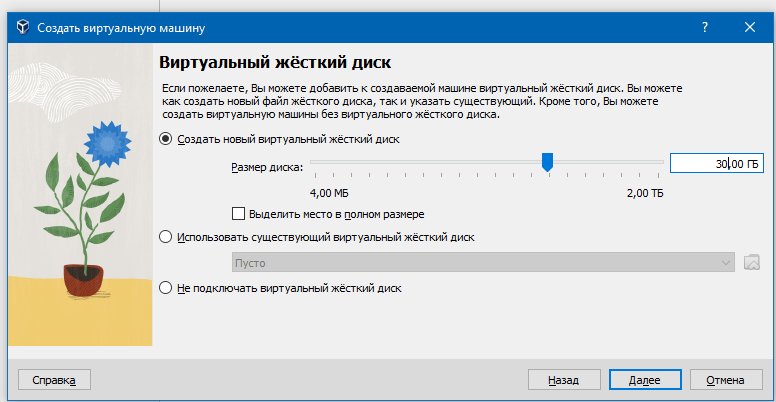 Создать виртуальную машину
?
Виртуальный жёсткий диск
Если пожелаете, Вы можете добавить к создаваемой машине виртуальный жёсткий диск. Вы можете
как создать новый файл жёсткого диска, так и указать существующий. Кроме того, Вы можете
создать виртуальную машины без виртуального жёсткого диска.
Создать новый виртуальный жёсткий диск
Размер диска:
30,00 ГБ
4,00 МБ
2,00 ТБ
Выделить место в полном размере
Использовать существующий виртуальный жёсткий диск
Пусто
Не подключать виртуальный жёсткий диск
Справка
Назад
Далее
Отмена